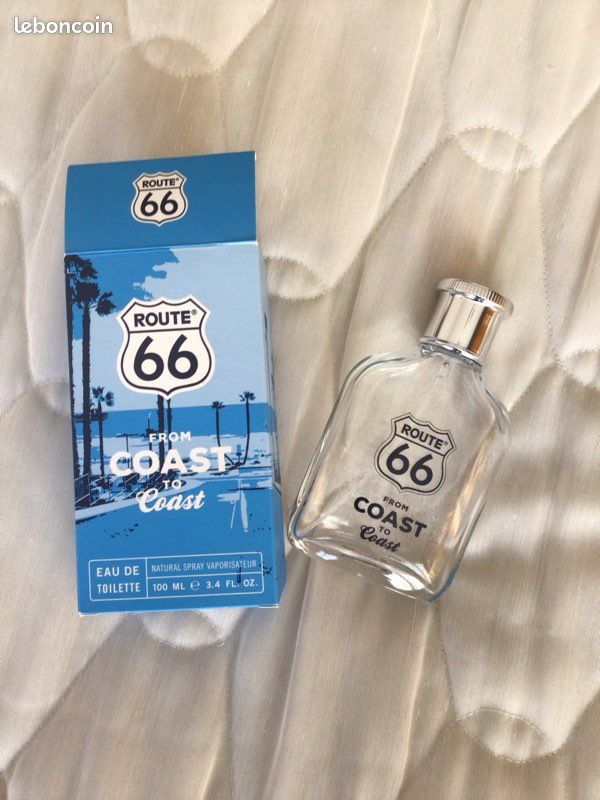 leboncoin
ROUTE®
66
ROUTE®
66
FROM
COAST
TO
Coast
EAU DE
TOILETTE
NATURAL SPRAY VAPORISATEUR
100 ML ℮ 3.4 FL. OZ.
ROUTE®
66
FROM
COAST
TO
Coast